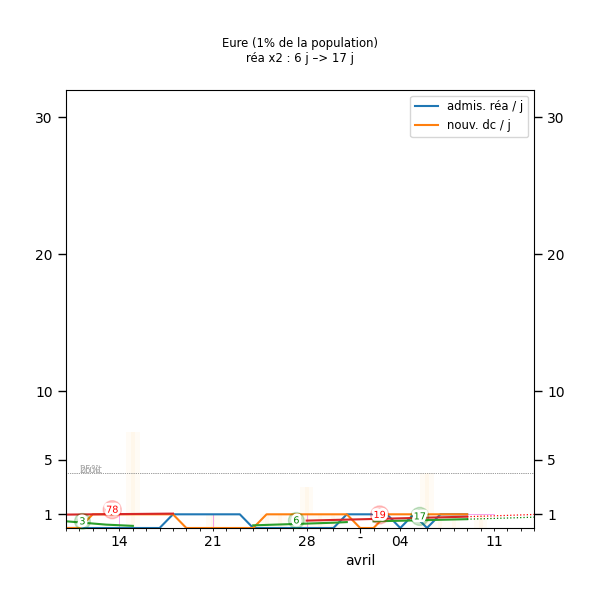 Eure (1% de la population)
réa x2 : 6 j –> 17 j
admis. réa / j
nouv. dc / j
30 30
20 20
10 10
5 5
1 1
78
3
6
19
17
14 21 28 - 04 11
avril